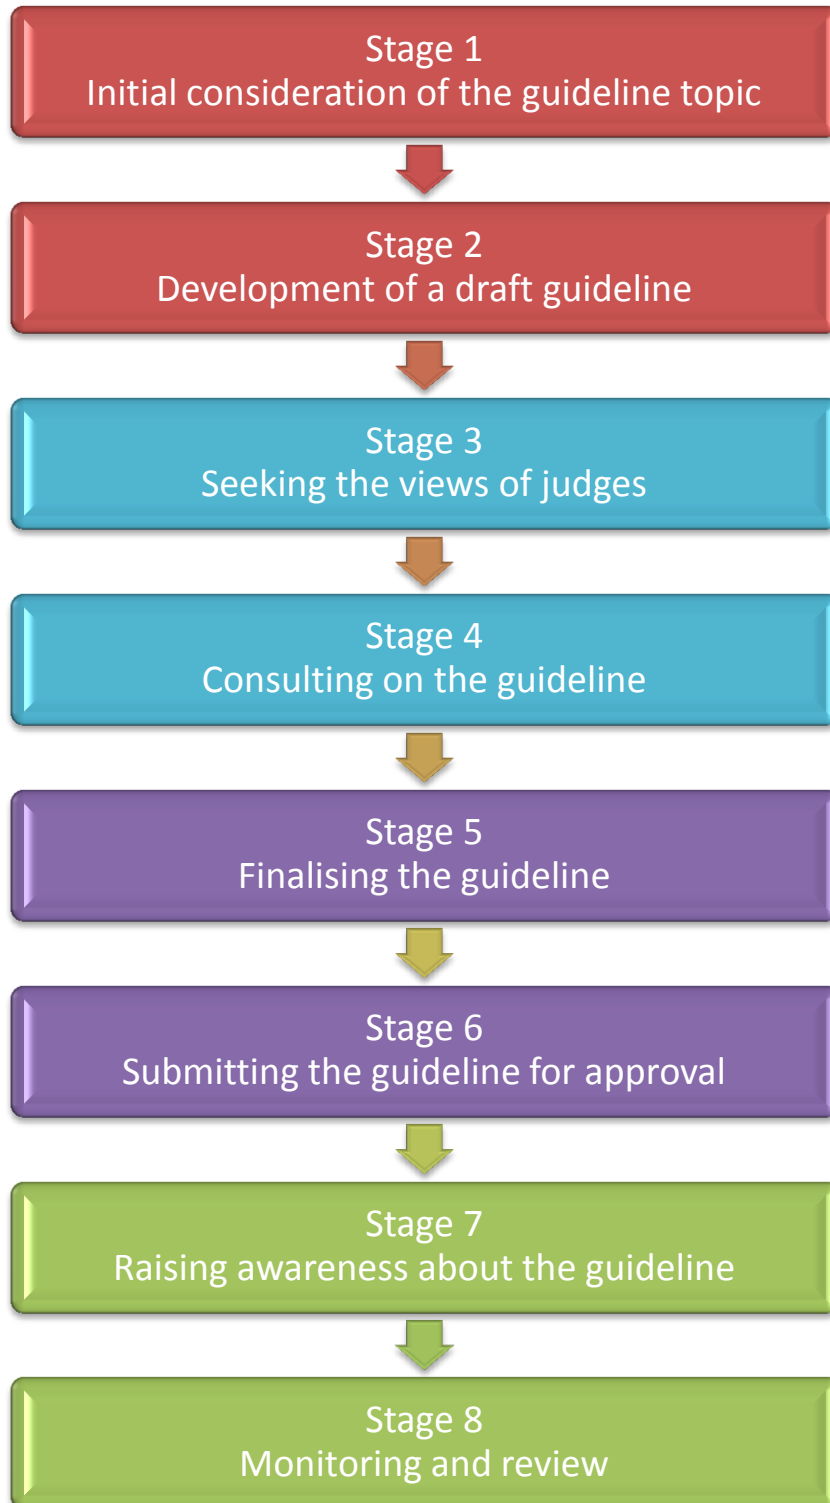 Stage 1
Initial consideration of the guideline topic
Stage 2
Development of a draft guideline
Stage 3
Seeking the views of judges
Stage 4
Consulting on the guideline
Stage 5
Finalising the guideline
Stage 6
Submitting the guideline for approval
Stage 7
Raising awareness about the guideline
Stage 8
Monitoring and review